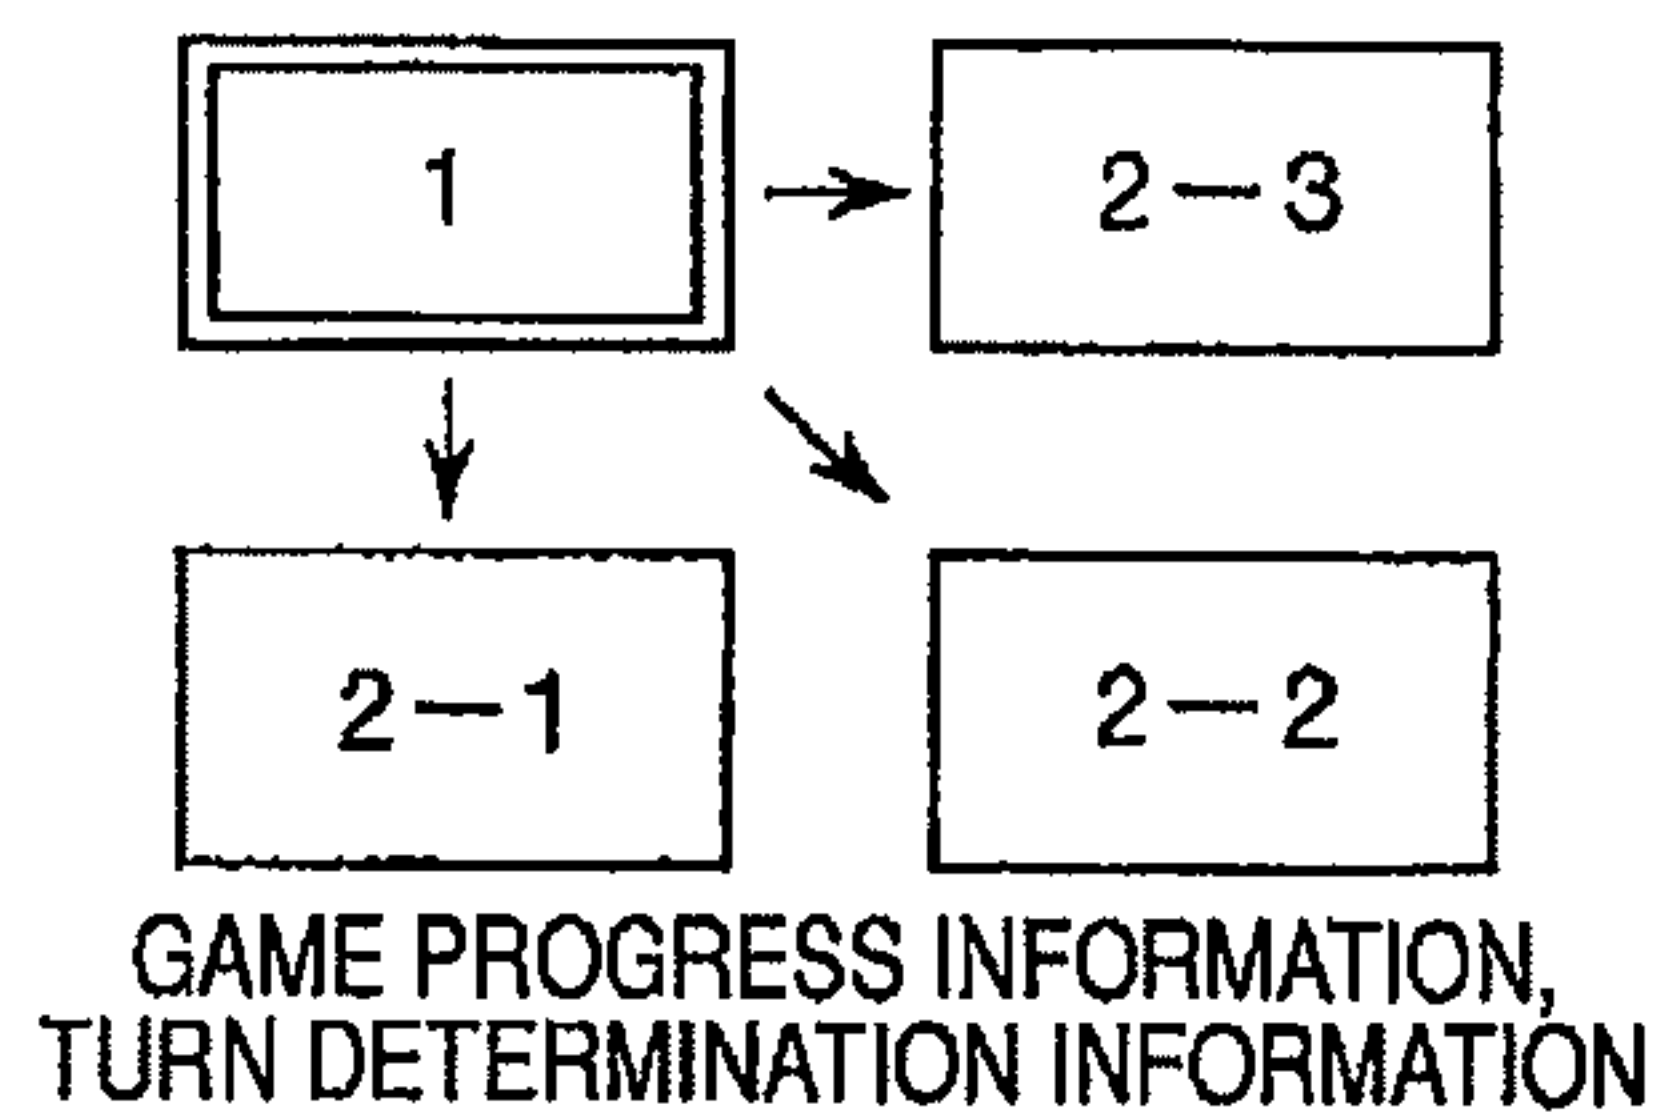 1
2—3
2—1
2—2
GAME PROGRESS INFORMATION,
TURN DETERMINATION INFORMATION